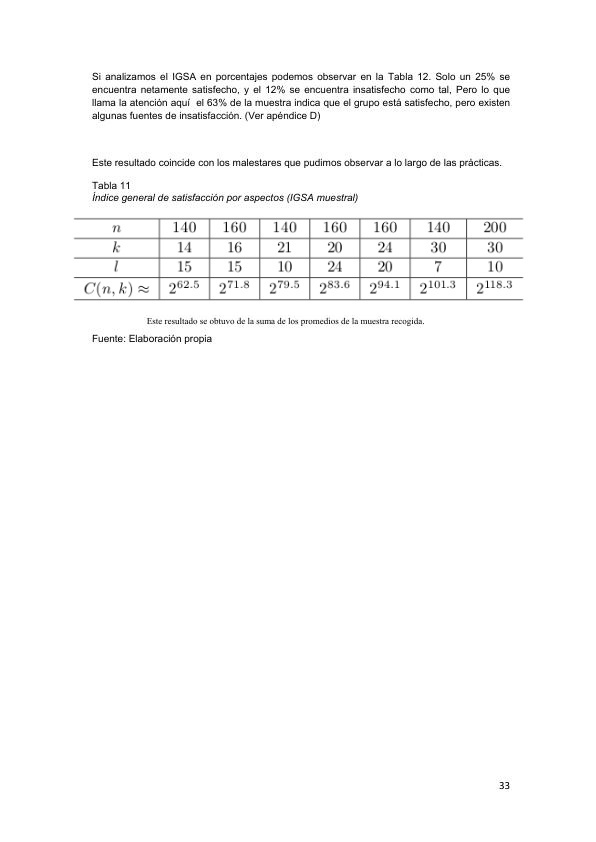 Si analizamos el IGSA en porcentajes podemos observar en la Tabla 12. Solo un 25% se
encuentra netamente satisfecho, y el 12% se encuentra insatisfecho como tal, Pero lo que
llama la atención aquí el 63% de la muestra indica que el grupo está satisfecho, pero existen
algunas fuentes de insatisfacción. (Ver apéndice D)
Este resultado coincide con los malestares que pudimos observar a lo largo de las prácticas.
Tabla 11
Índice general de satisfacción por aspectos (IGSA muestral)
n 140 160 140 160 160 140 200
k 14 16 21 20 24 30 30
l 15 15 10 24 20 7 10
C(n, k) ≈ 2^62.5 2^71.8 2^79.5 2^83.6 2^94.1 2^101.3 2^118.3
Este resultado se obtuvo de la suma de los promedios de la muestra recogida.
Fuente: Elaboración propia
33